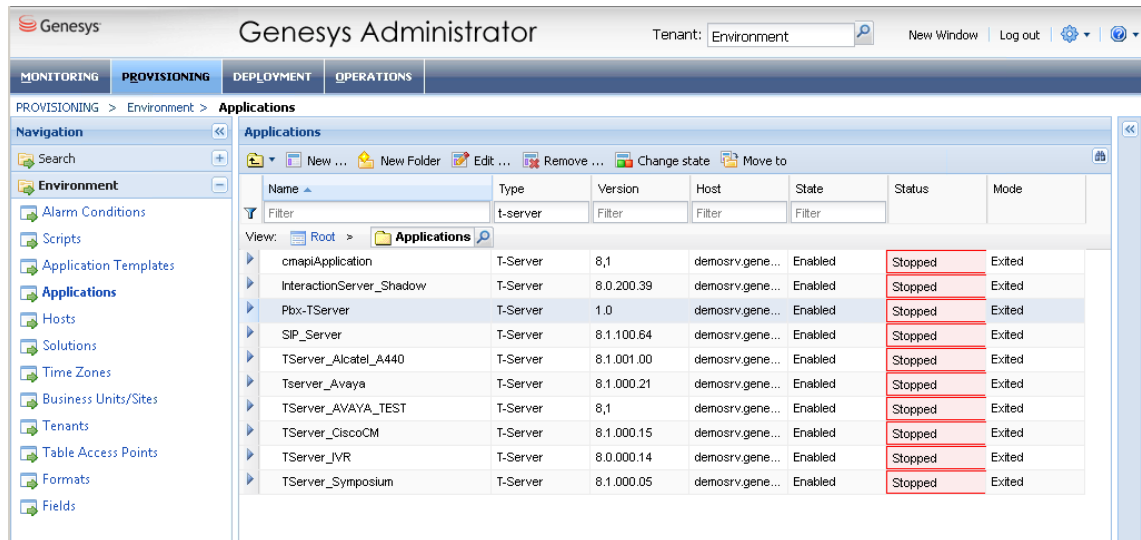 Genesys
Genesys Administrator
Tenant: Environment
New Window Log out
MONITORING PROVISIONING DEPLOYMENT OPERATIONS
PROVISIONING > Environment > Applications
Navigation
Search
Environment
Alarm Conditions
Scripts
Application Templates
Applications
Hosts
Solutions
Time Zones
Business Units/Sites
Tenants
Table Access Points
Formats
Fields
Applications
New ... New Folder Edit ... Remove ... Change state Move to
Name Type Version Host State Status Mode
Filter t-server Filter Filter Filter
View: Root > Applications
cmapiApplication T-Server 8,1 demosrv.gene... Enabled Stopped Exited
InteractionServer_Shadow T-Server 8.0.200.39 demosrv.gene... Enabled Stopped Exited
Pbx-TServer T-Server 1.0 demosrv.gene... Enabled Stopped Exited
SIP_Server T-Server 8.1.100.64 demosrv.gene... Enabled Stopped Exited
TServer_Alcatel_A440 T-Server 8.1.001.00 demosrv.gene... Enabled Stopped Exited
Tserver_Avaya T-Server 8.1.000.21 demosrv.gene... Enabled Stopped Exited
TServer_AVAYA_TEST T-Server 8,1 demosrv.gene... Enabled Stopped Exited
TServer_CiscoCM T-Server 8.1.000.15 demosrv.gene... Enabled Stopped Exited
TServer_IVR T-Server 8.0.000.14 demosrv.gene... Enabled Stopped Exited
TServer_Symposium T-Server 8.1.000.05 demosrv.gene... Enabled Stopped Exited